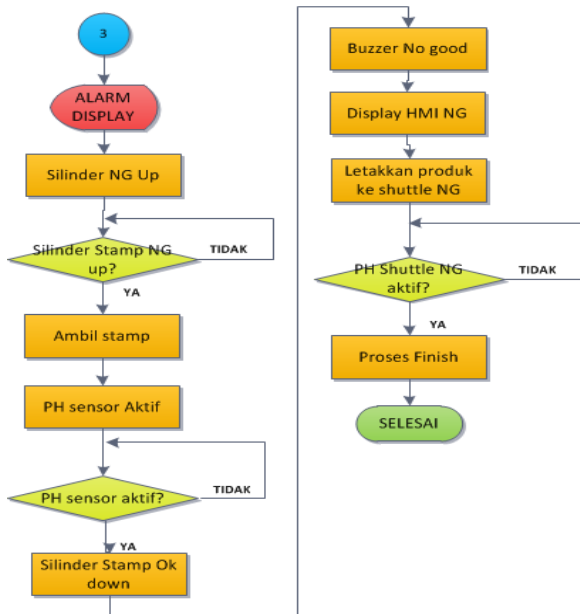 3
ALARM
DISPLAY
Silinder NG Up
Silinder Stamp NG
up?
TIDAK
YA
Ambil stamp
PH sensor Aktif
PH sensor aktif?
TIDAK
YA
Silinder Stamp Ok
down
Buzzer No good
Display HMI NG
Letakkan produk
ke shuttle NG
PH Shuttle NG
aktif?
TIDAK
YA
Proses Finish
SELESAI